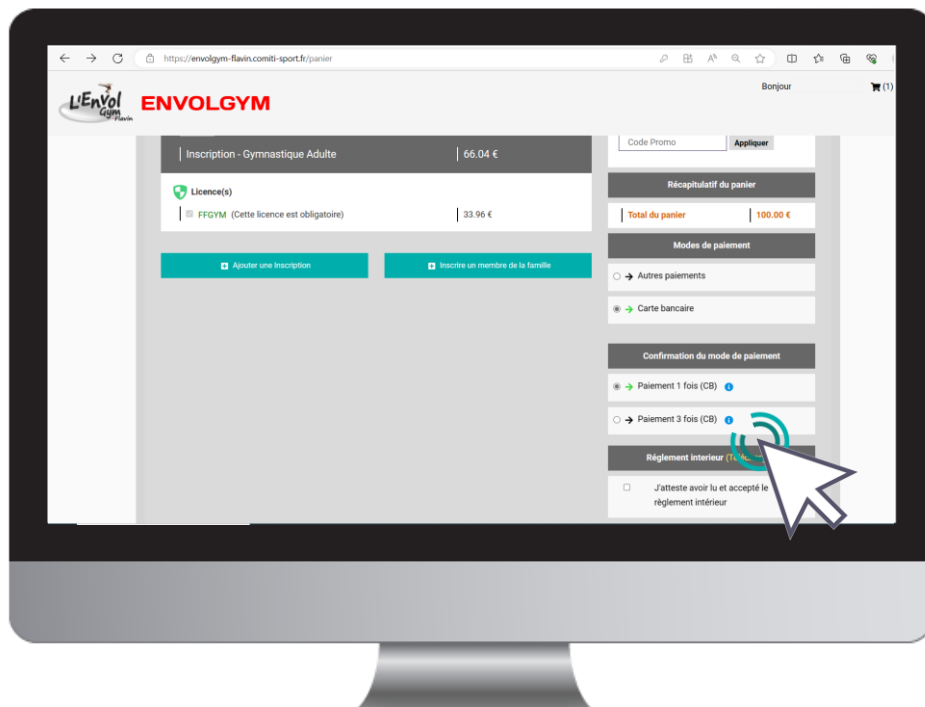 https://envolgym-flavin.comiti-sport.fr/panier
L'Envol
Gym
Flavin
ENVOLGYM
Bonjour
(1)
Inscription - Gymnastique Adulte
66.04 €
Licence(s)
FFGYM (Cette licence est obligatoire)
33.96 €
Ajouter une Inscription
Inscrire un membre de la famille
Code Promo
Appliquer
Récapitulatif du panier
Total du panier
100.00 €
Modes de paiement
Autres paiements
Carte bancaire
Confirmation du mode de paiement
Paiement 1 fois (CB)
Paiement 3 fois (CB)
Réglement interieur
J'atteste avoir lu et accepté le
règlement intérieur